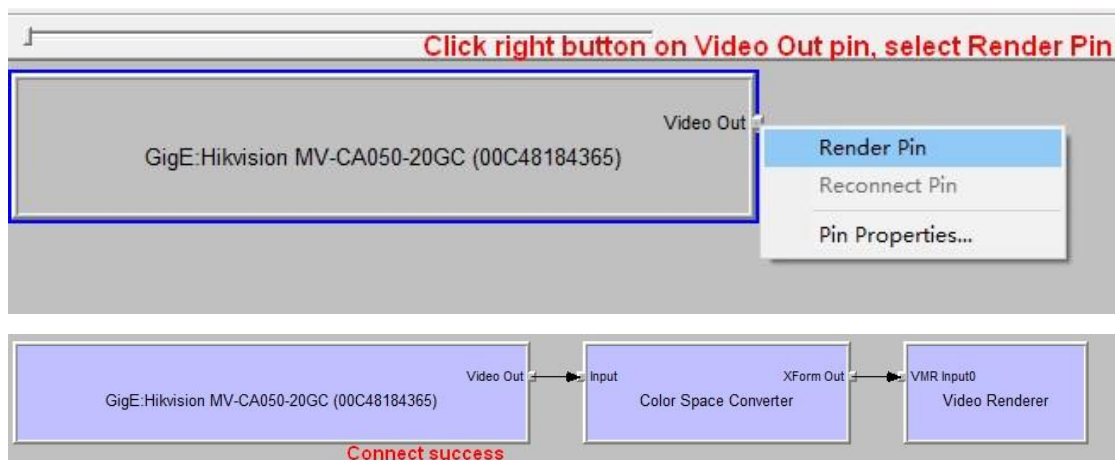 Click right button on Video Out pin, select Render Pin
Video Out
GigE:Hikvision MV-CA050-20GC (00C48184365)
Render Pin
Reconnect Pin
Pin Properties...
Video Out
Input
XForm Out
VMR Input0
GigE:Hikvision MV-CA050-20GC (00C48184365)
Color Space Converter
Video Renderer
Connect success